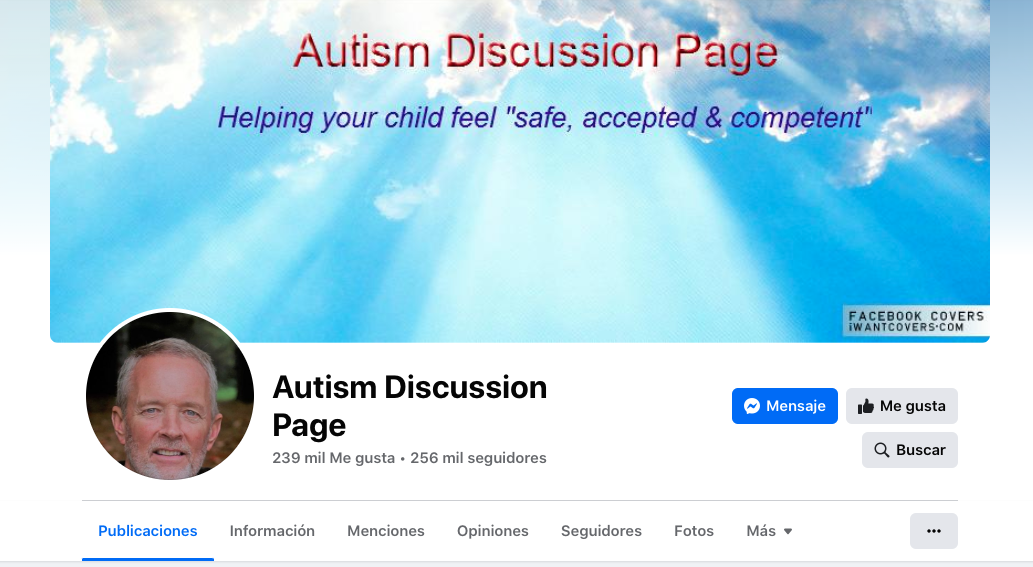 Autism Discussion Page
Helping your child feel "safe, accepted & competent"
FACEBOOK COVERS
iWANTCOVERS·COM
Autism Discussion
Page
239 mil Me gusta • 256 mil seguidores
Mensaje
Me gusta
Buscar
Publicaciones Información Menciones Opiniones Seguidores Fotos Más